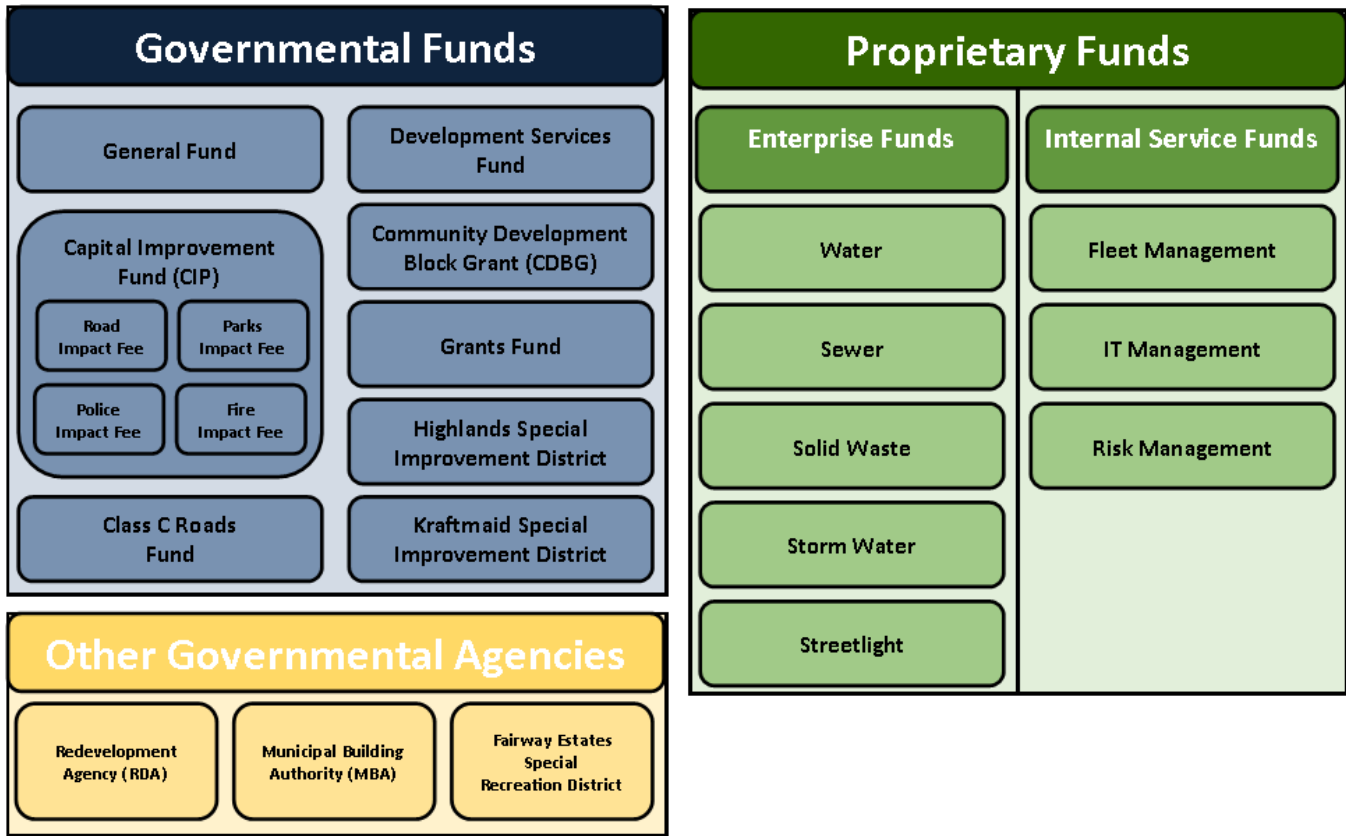 Governmental Funds
General Fund
Development Services
Fund
Capital Improvement
Fund (CIP)
Road
Impact Fee
Parks
Impact Fee
Police
Impact Fee
Fire
Impact Fee
Community Development
Block Grant (CDBG)
Grants Fund
Highlands Special
Improvement District
Class C Roads
Fund
Kraftmaid Special
Improvement District
Other Governmental Agencies
Redevelopment
Agency (RDA)
Municipal Building
Authority (MBA)
Fairway Estates
Special
Recreation District
Proprietary Funds
Enterprise Funds
Water
Sewer
Solid Waste
Storm Water
Streetlight
Internal Service Funds
Fleet Management
IT Management
Risk Management